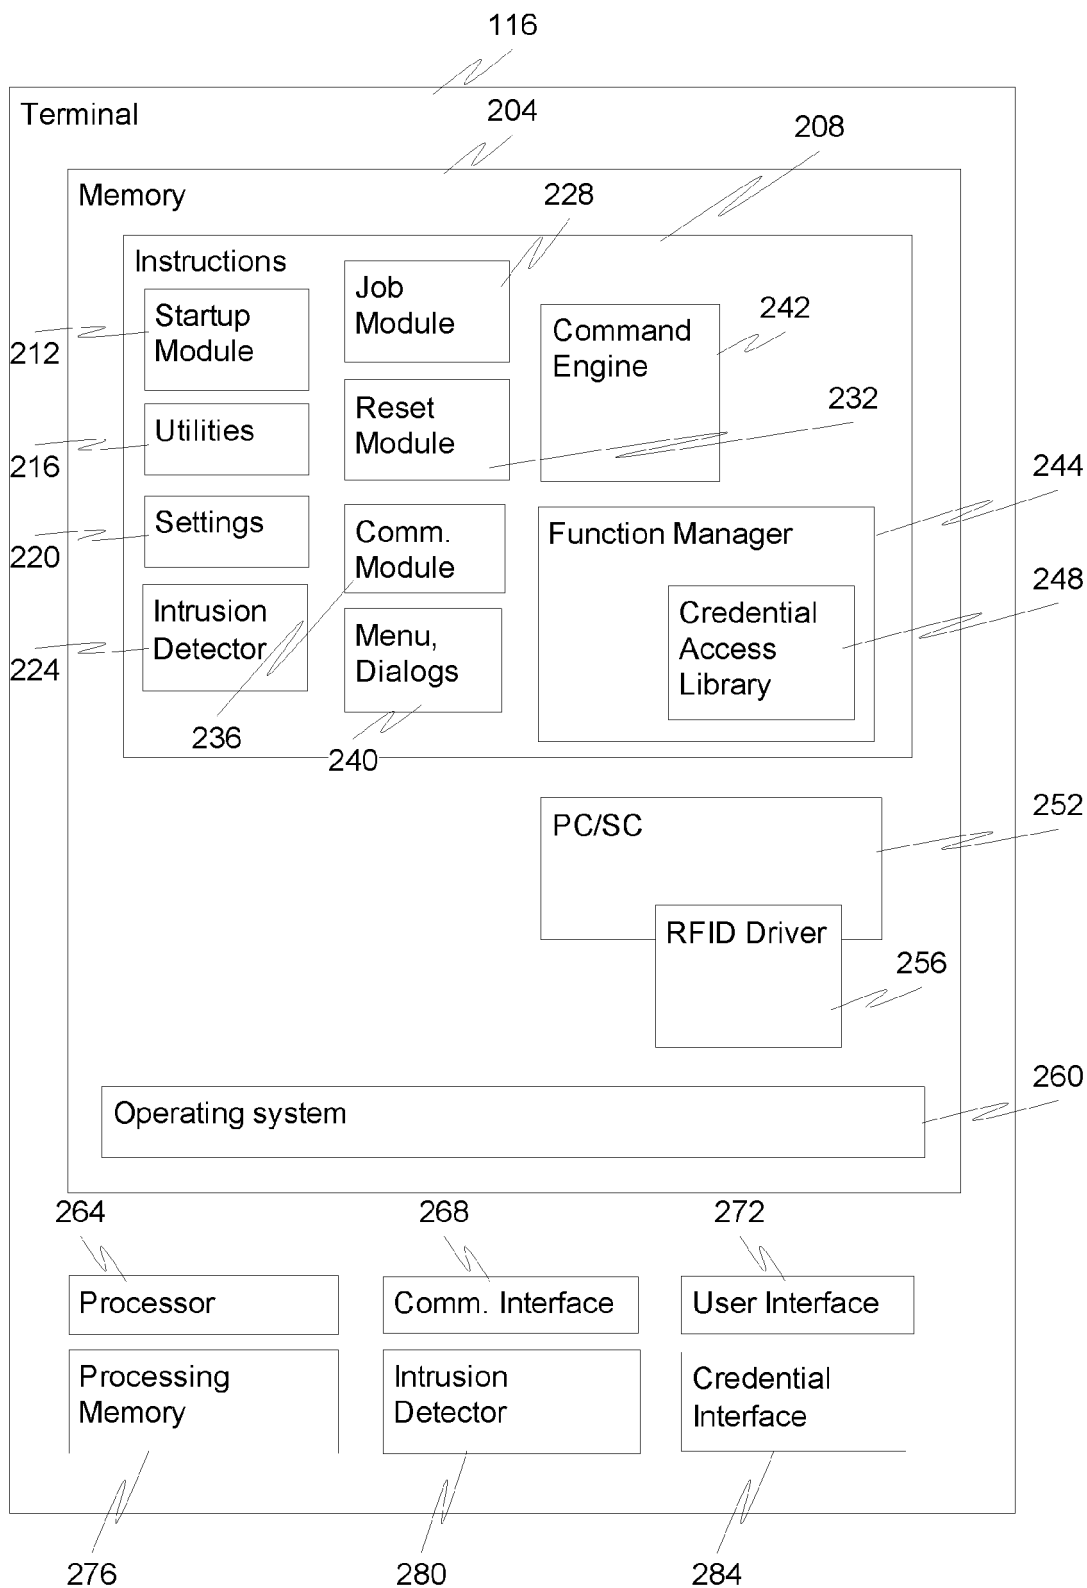 116
Terminal
204
208
Memory
228
Instructions
Job
Module
Startup
Module
242
Command
Engine
212
Reset
Module
232
Utilities
216
244
Settings
Comm.
Module
Function Manager
220
248
Intrusion
Detector
Menu,
Dialogs
Credential
Access
Library
224
236
240
252
PC/SC
RFID Driver
256
260
Operating system
264
268
272
Processor
Comm. Interface
User Interface
Processing
Memory
Intrusion
Detector
Credential
Interface
276
280
284